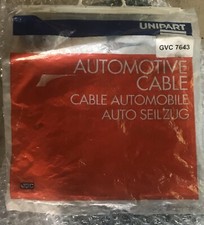 UNIPART
GVC 7643
AUTOMOTIVE
CABLE
CABLE AUTOMOBILE
AUTO SEILZUG